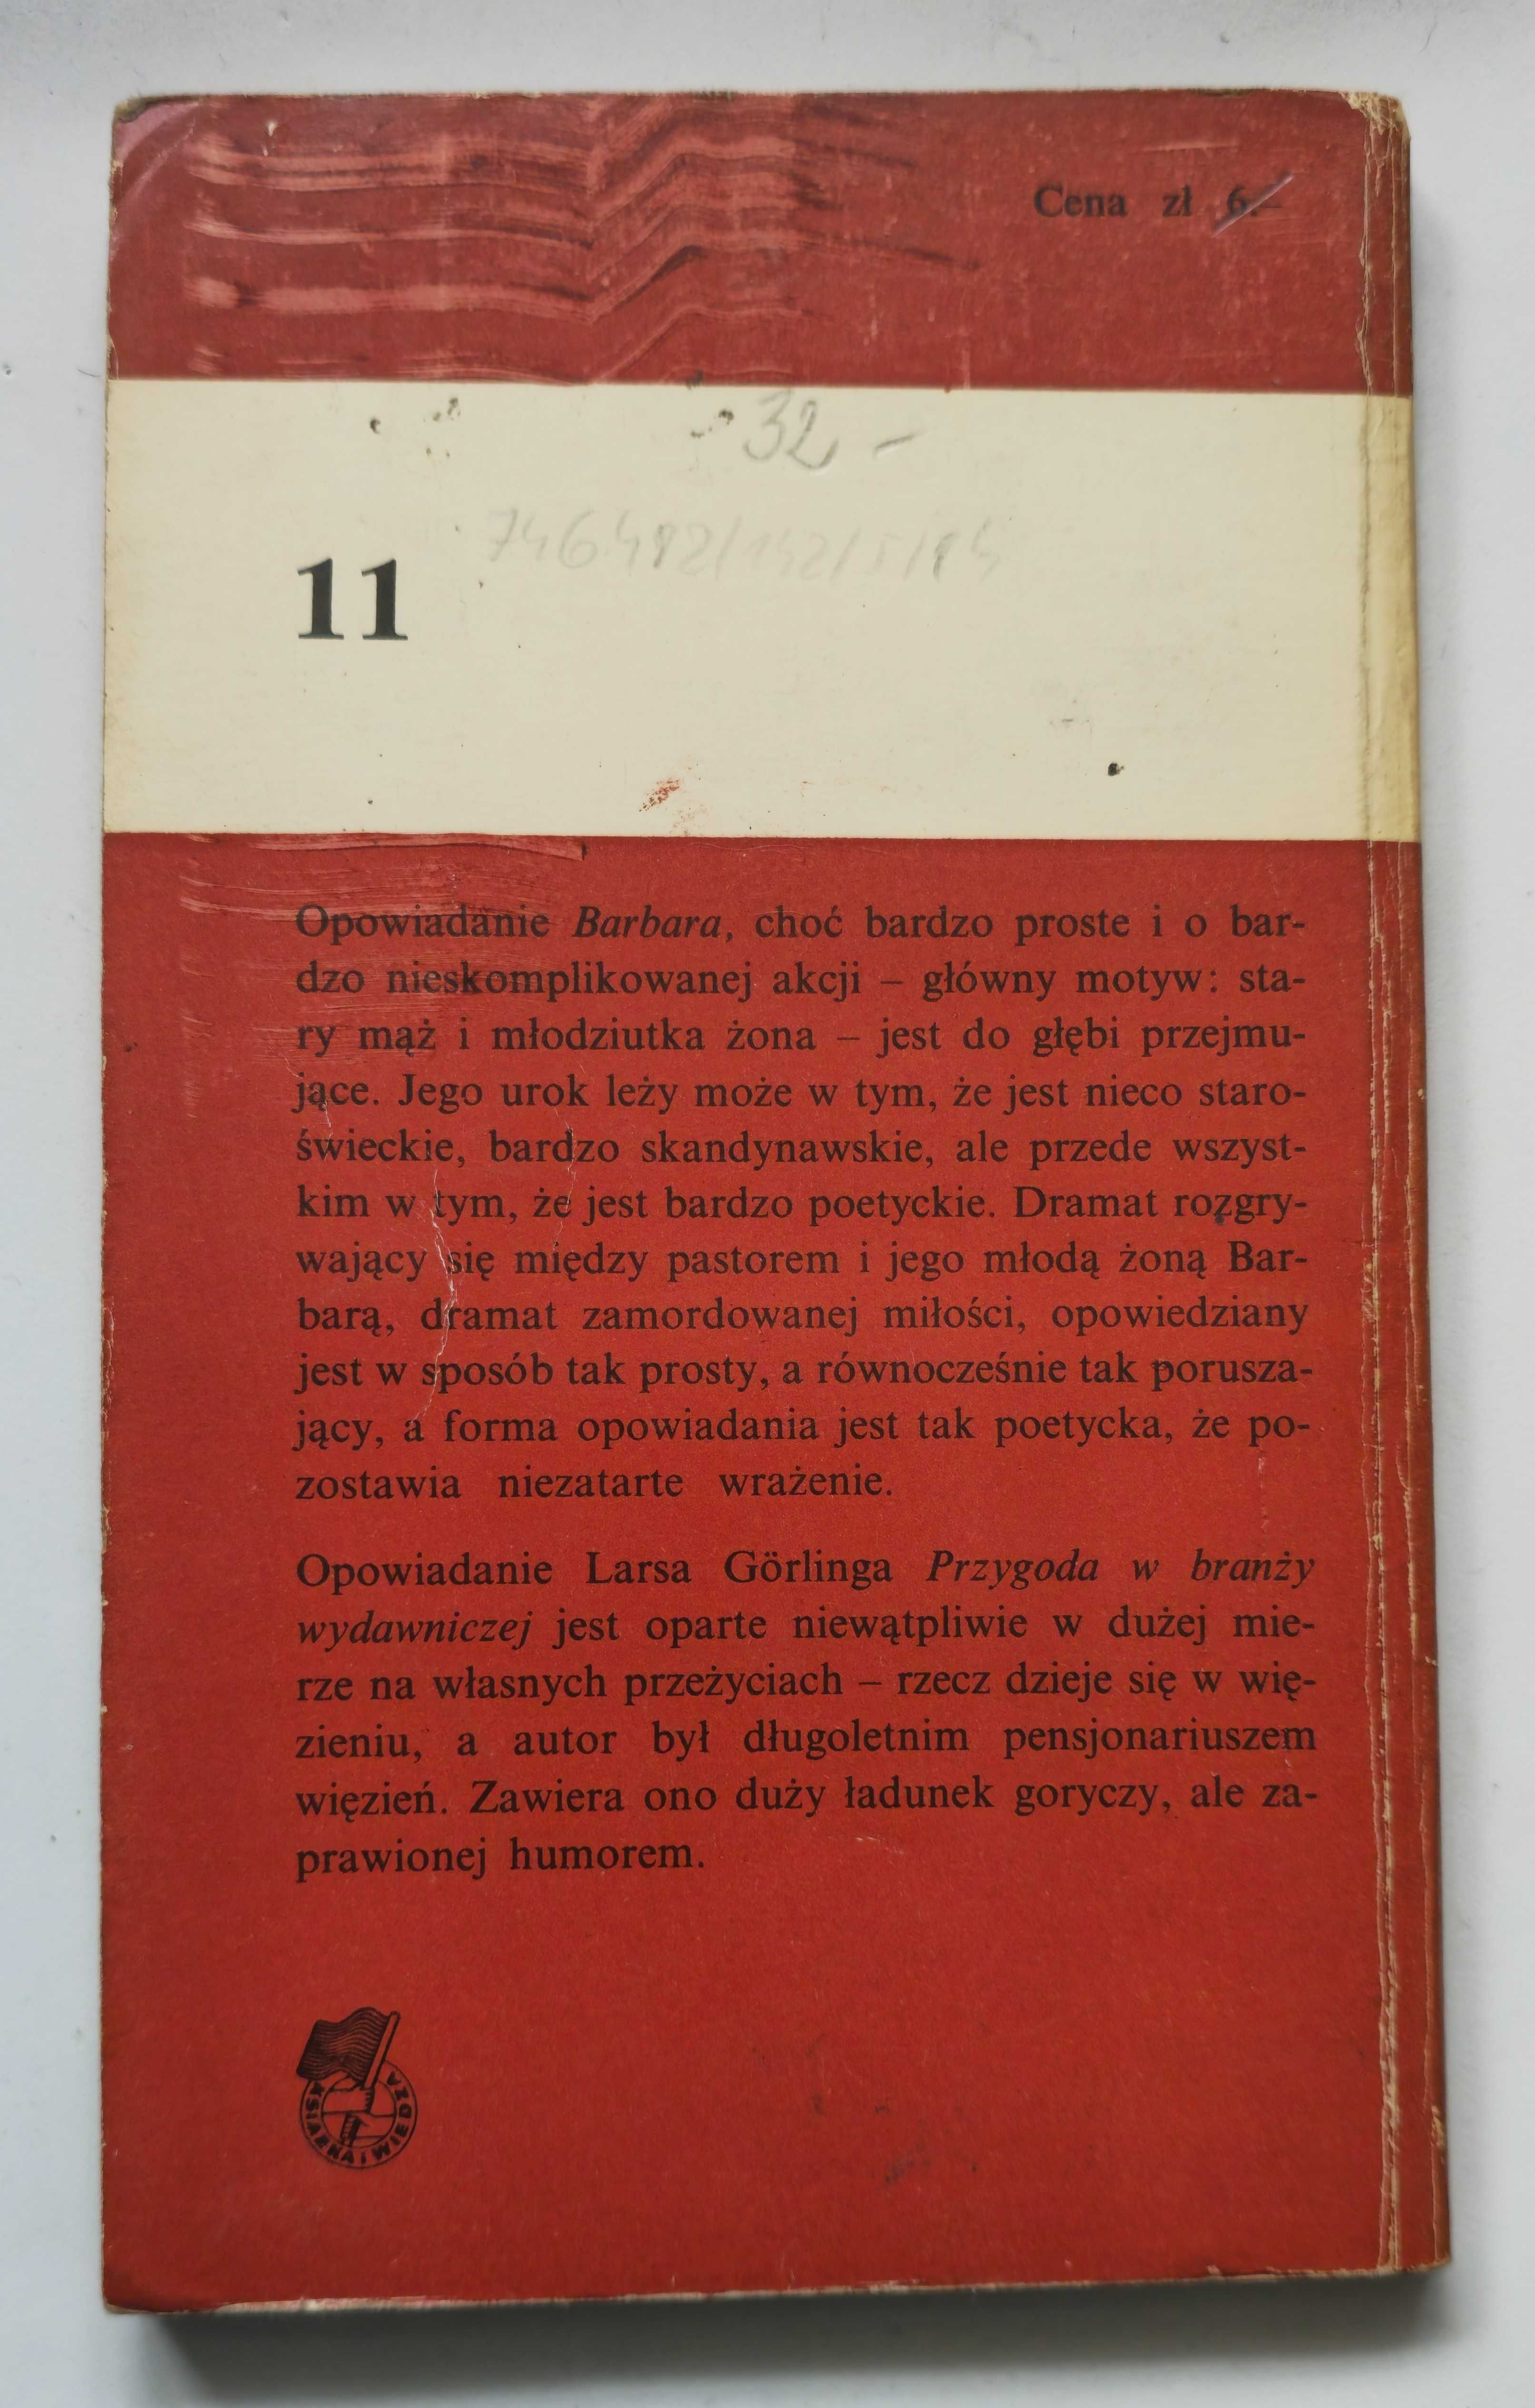 Cena zł 6.–
32 –
11
Opowiadanie Barbara, choć bardzo proste i o bar-
dzo nieskomplikowanej akcji – główny motyw: sta-
ry mąż i młodziutka żona – jest do głębi przejmu-
jące. Jego urok leży może w tym, że jest nieco staro-
świeckie, bardzo skandynawskie, ale przede wszyst-
kim w tym, że jest bardzo poetyckie. Dramat rozgry-
wający się między pastorem i jego młodą żoną Bar-
barą, dramat zamordowanej miłości, opowiedziany
jest w sposób tak prosty, a równocześnie tak porusza-
jący, a forma opowiadania jest tak poetycka, że po-
zostawia niezatarte wrażenie.
Opowiadanie Larsa Görlinga Przygoda w branży
wydawniczej jest oparte niewątpliwie w dużej mie-
rze na własnych przeżyciach – rzecz dzieje się w wię-
zieniu, a autor był długoletnim pensjonariuszem
więzień. Zawiera ono duży ładunek goryczy, ale za-
prawionej humorem.
KSIĄŻKA I WIEDZA